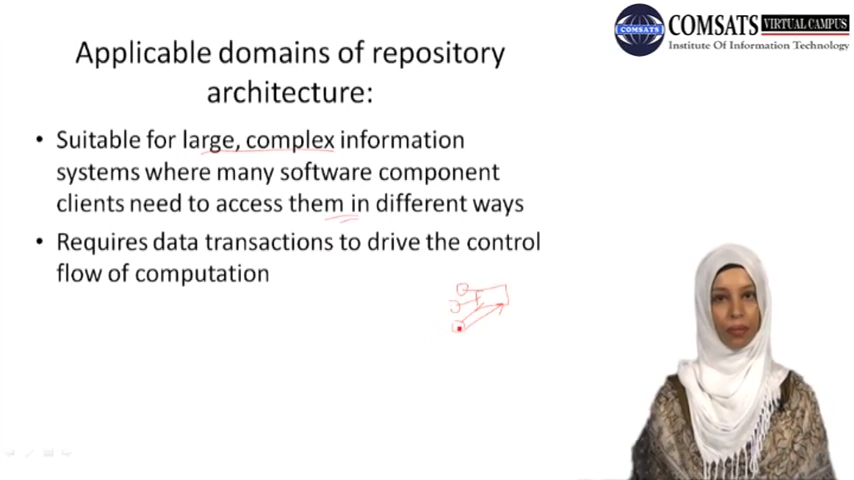 COMSATS VIRTUAL CAMPUS
COMSATS
Institute Of Information Technology
Applicable domains of repository
architecture:
• Suitable for large, complex information
systems where many software component
clients need to access them in different ways
• Requires data transactions to drive the control
flow of computation